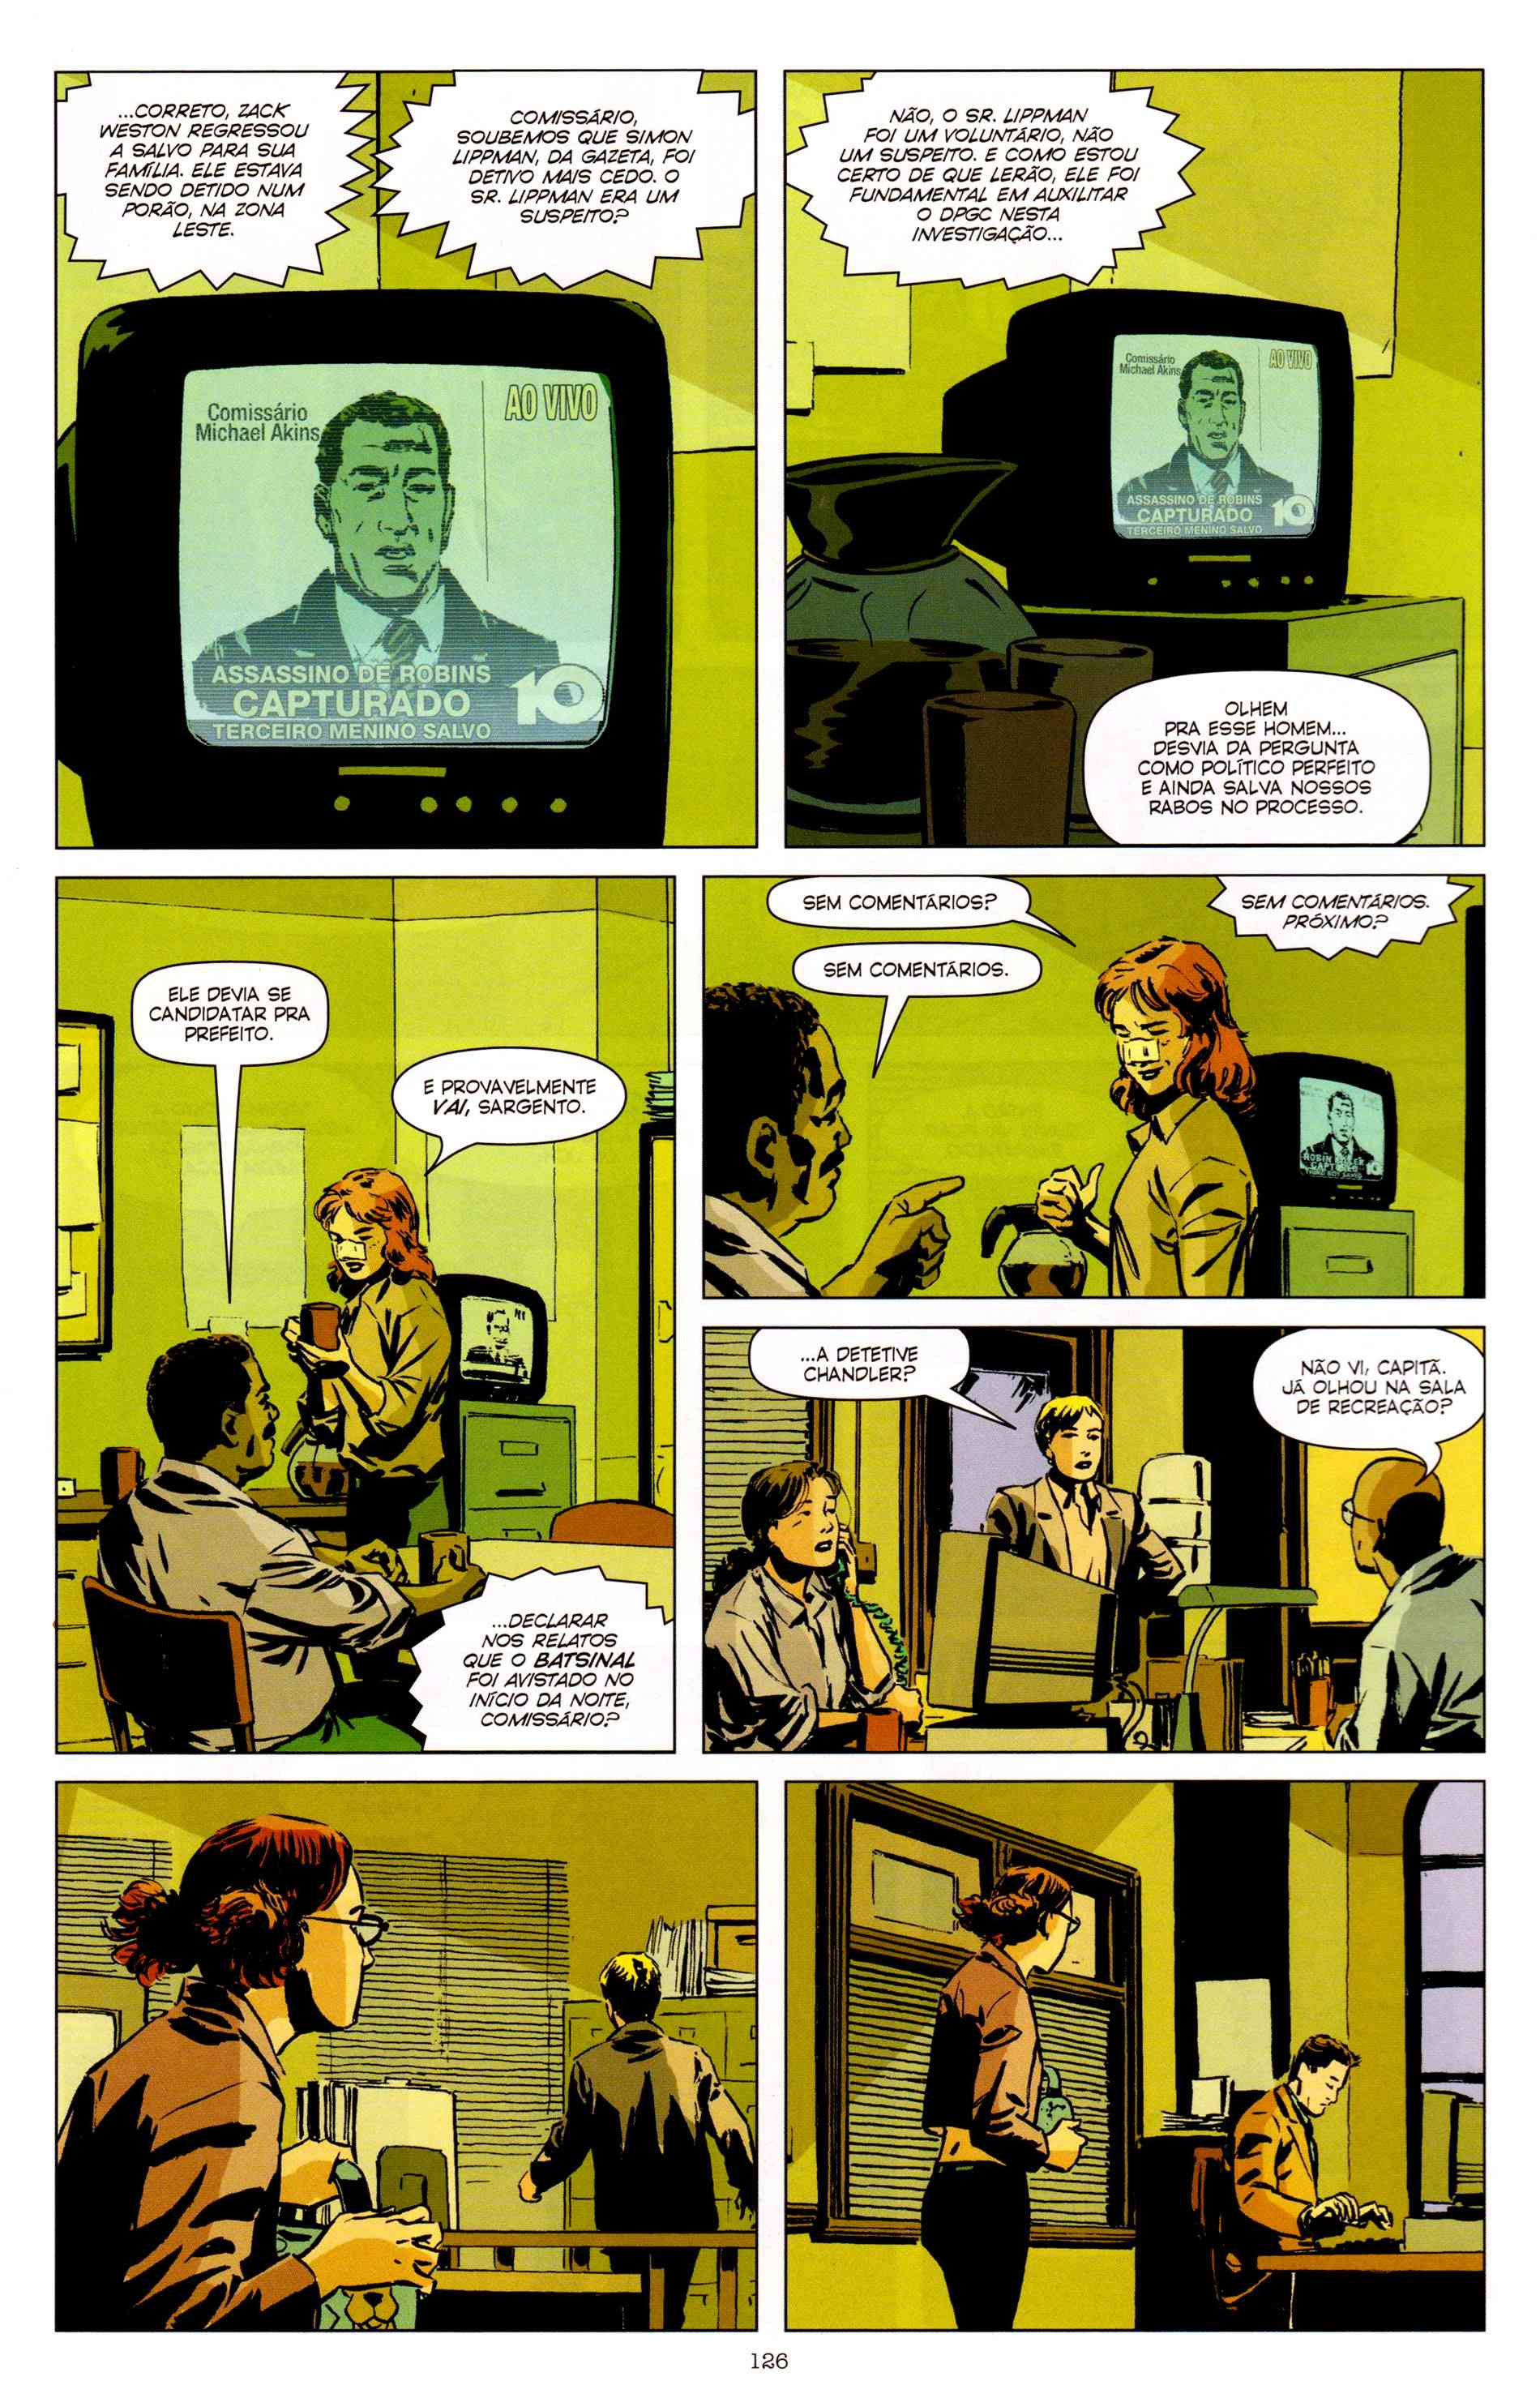 ...CORRETO, ZACK
WESTON REGRESSOU
A SALVO PARA SUA
FAMÍLIA. ELE ESTAVA
SENDO DETIDO NUM
PORÃO, NA ZONA
LESTE.
COMISSÁRIO,
SOUBEMOS QUE SIMON
LIPPMAN, DA GAZETA, FOI
DETIVO MAIS CEDO. O
SR. LIPPMAN ERA UM
SUSPEITO?
Comissário
Michael Akins
AO VIVO
ASSASSINO DE ROBINS
CAPTURADO
TERCEIRO MENINO SALVO
10
NÃO, O SR. LIPPMAN
FOI UM VOLUNTÁRIO, NÃO
UM SUSPEITO. E COMO ESTOU
CERTO DE QUE LERÃO, ELE FOI
FUNDAMENTAL EM AUXILITAR
O DPGC NESTA
INVESTIGAÇÃO...
Comissário
Michael Akins
AO VIVO
ASSASSINO DE ROBINS
CAPTURADO
TERCEIRO MENINO SALVO
10
OLHEM
PRA ESSE HOMEM...
DESVIA DA PERGUNTA
COMO POLÍTICO PERFEITO
E AINDA SALVA NOSSOS
RABOS NO PROCESSO.
ELE DEVIA SE
CANDIDATAR PRA
PREFEITO.
E PROVAVELMENTE
VAI, SARGENTO.
...DECLARAR
NOS RELATOS
QUE O BATSINAL
FOI AVISTADO NO
INÍCIO DA NOITE,
COMISSÁRIO?
SEM COMENTÁRIOS?
SEM COMENTÁRIOS.
SEM COMENTÁRIOS.
PRÓXIMO?
...A DETETIVE
CHANDLER?
NÃO VI, CAPITÃ.
JÁ OLHOU NA SALA
DE RECREAÇÃO?
126